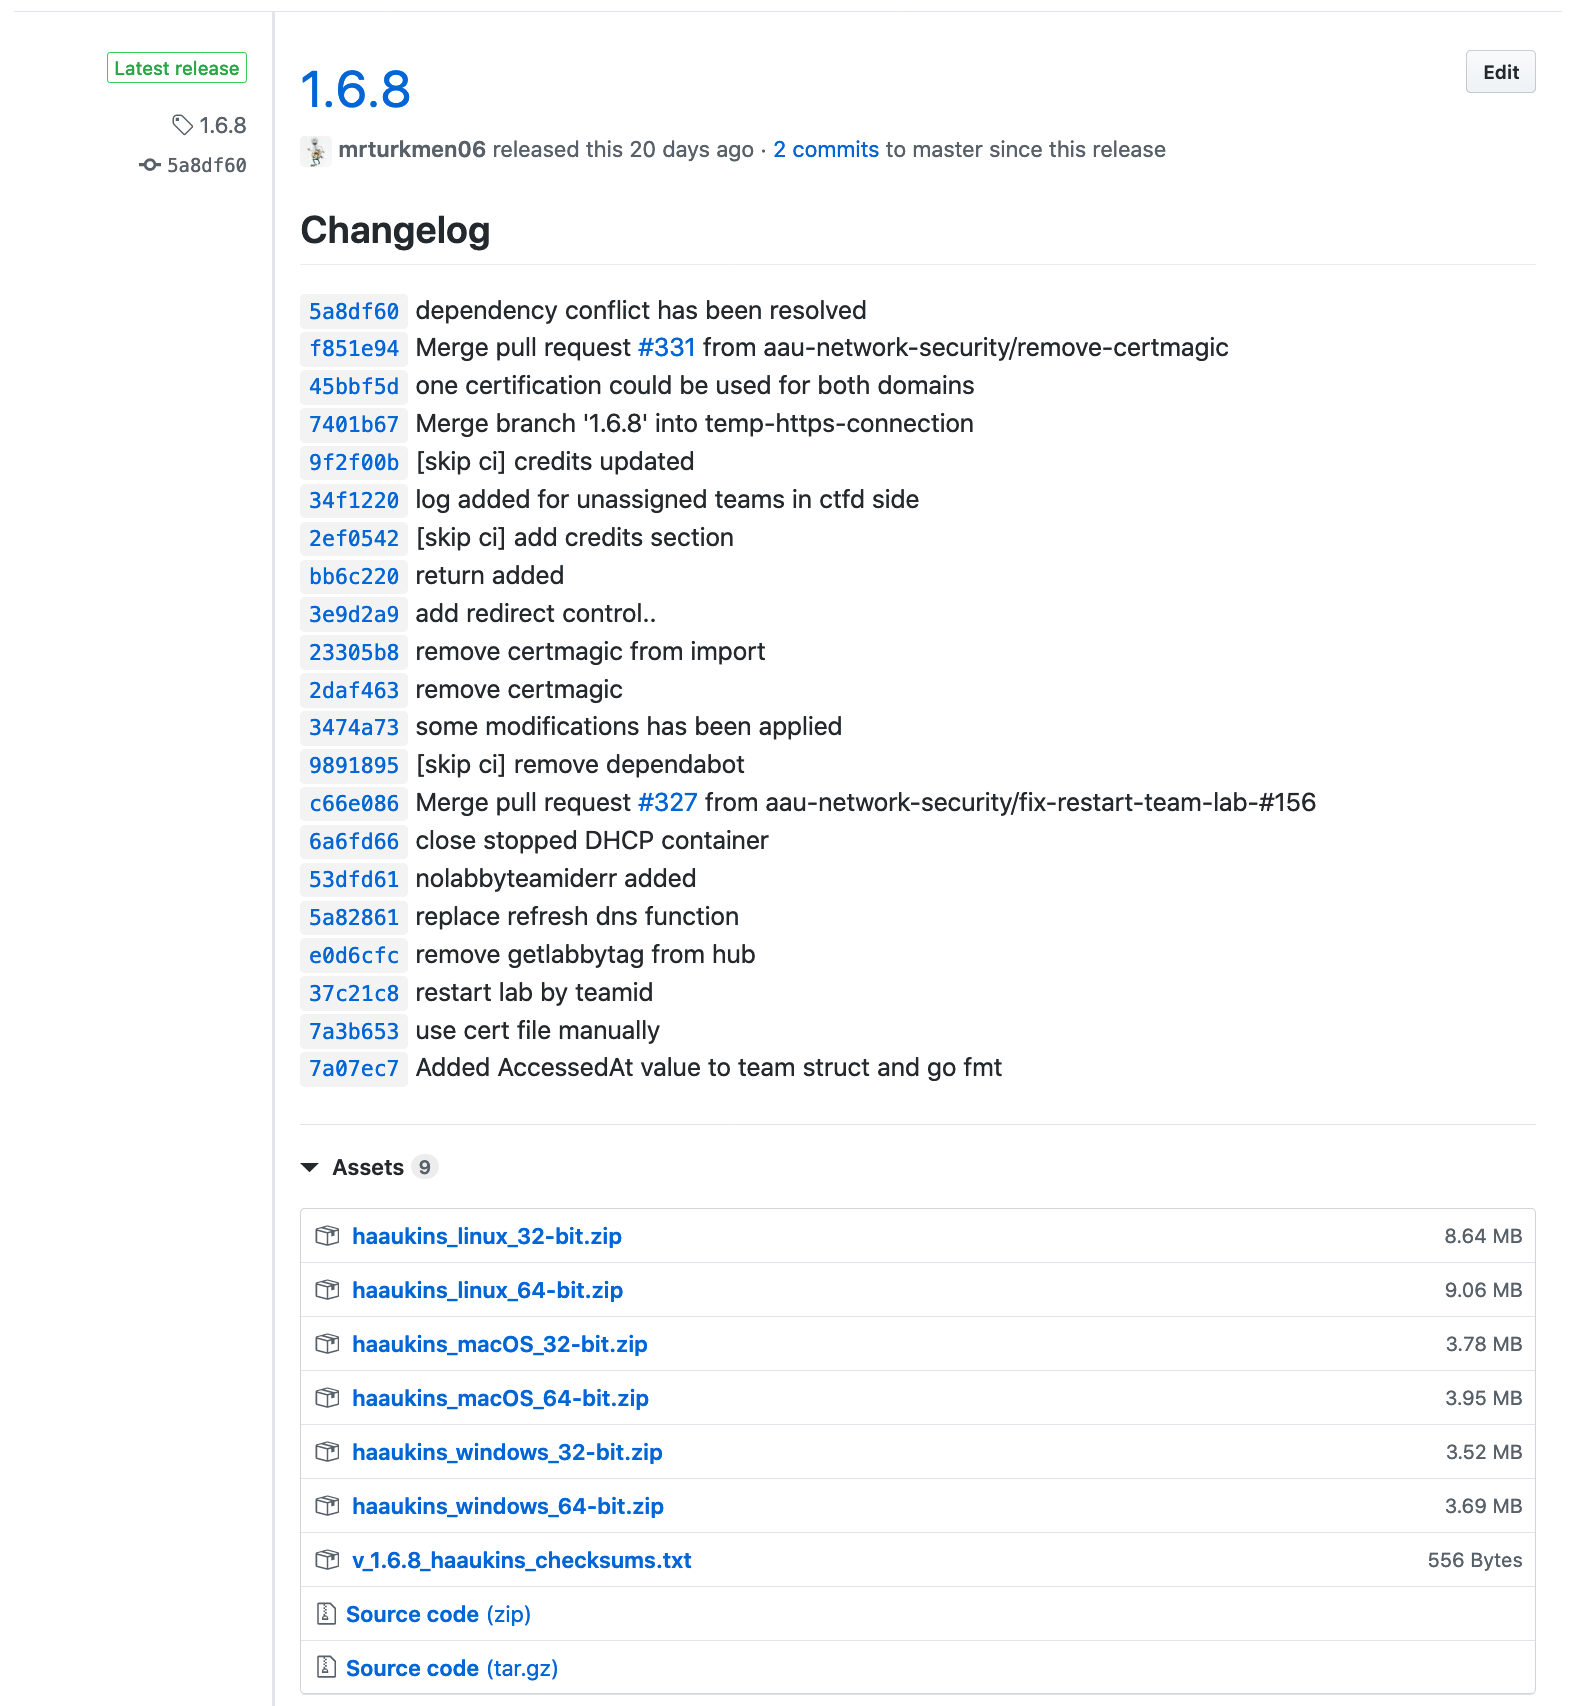 Latest release
1.6.8
5a8df60
1.6.8
Edit
mrturkmen06 released this 20 days ago · 2 commits to master since this release
Changelog
5a8df60 dependency conflict has been resolved
f851e94 Merge pull request #331 from aau-network-security/remove-certmagic
45bbf5d one certification could be used for both domains
7401b67 Merge branch '1.6.8' into temp-https-connection
9f2f00b [skip ci] credits updated
34f1220 log added for unassigned teams in ctfd side
2ef0542 [skip ci] add credits section
bb6c220 return added
3e9d2a9 add redirect control..
23305b8 remove certmagic from import
2daf463 remove certmagic
3474a73 some modifications has been applied
9891895 [skip ci] remove dependabot
c66e086 Merge pull request #327 from aau-network-security/fix-restart-team-lab-#156
6a6fd66 close stopped DHCP container
53dfd61 nolabbyteamiderr added
5a82861 replace refresh dns function
e0d6cfc remove getlabbytag from hub
37c21c8 restart lab by teamid
7a3b653 use cert file manually
7a07ec7 Added AccessedAt value to team struct and go fmt
Assets 9
haaukins_linux_32-bit.zip 8.64 MB
haaukins_linux_64-bit.zip 9.06 MB
haaukins_macOS_32-bit.zip 3.78 MB
haaukins_macOS_64-bit.zip 3.95 MB
haaukins_windows_32-bit.zip 3.52 MB
haaukins_windows_64-bit.zip 3.69 MB
v_1.6.8_haaukins_checksums.txt 556 Bytes
Source code (zip)
Source code (tar.gz)